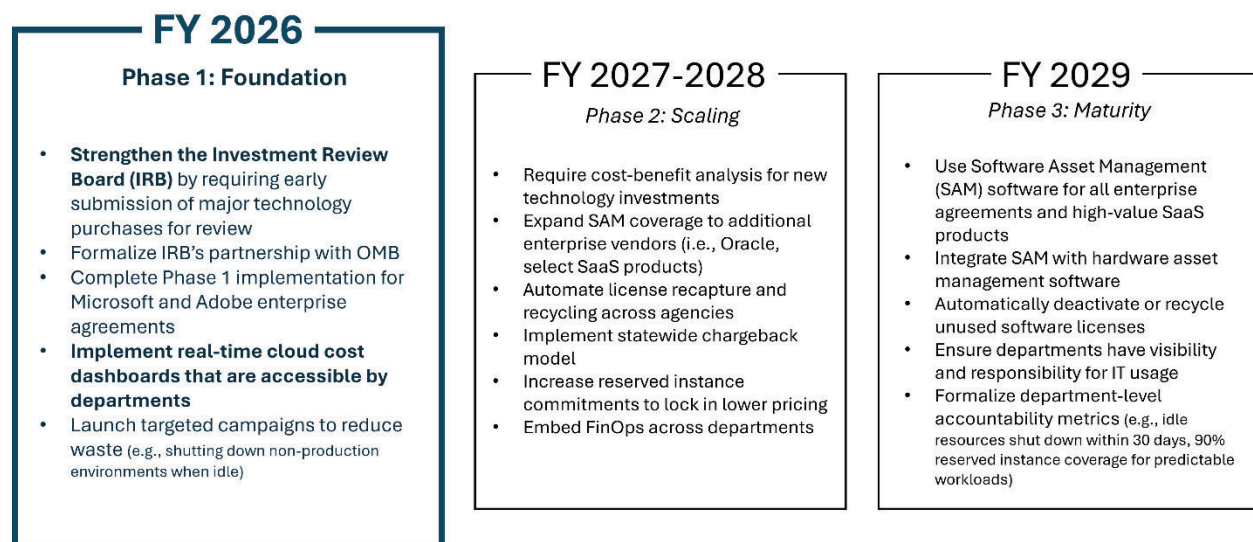 FY 2026
Phase 1: Foundation
• Strengthen the Investment Review
Board (IRB) by requiring early
submission of major technology
purchases for review
• Formalize IRB's partnership with OMB
• Complete Phase 1 implementation for
Microsoft and Adobe enterprise
agreements
• Implement real-time cloud cost
dashboards that are accessible by
departments
• Launch targeted campaigns to reduce
waste (e.g., shutting down non-production
environments when idle)
FY 2027-2028
Phase 2: Scaling
• Require cost-benefit analysis for new
technology investments
• Expand SAM coverage to additional
enterprise vendors (i.e., Oracle,
select SaaS products)
• Automate license recapture and
recycling across agencies
• Implement statewide chargeback
model
• Increase reserved instance
commitments to lock in lower pricing
• Embed FinOps across departments
FY 2029
Phase 3: Maturity
• Use Software Asset Management
(SAM) software for all enterprise
agreements and high-value SaaS
products
• Integrate SAM with hardware asset
management software
• Automatically deactivate or recycle
unused software licenses
• Ensure departments have visibility
and responsibility for IT usage
• Formalize department-level
accountability metrics (e.g., idle
resources shut down within 30 days, 90%
reserved instance coverage for predictable
workloads)